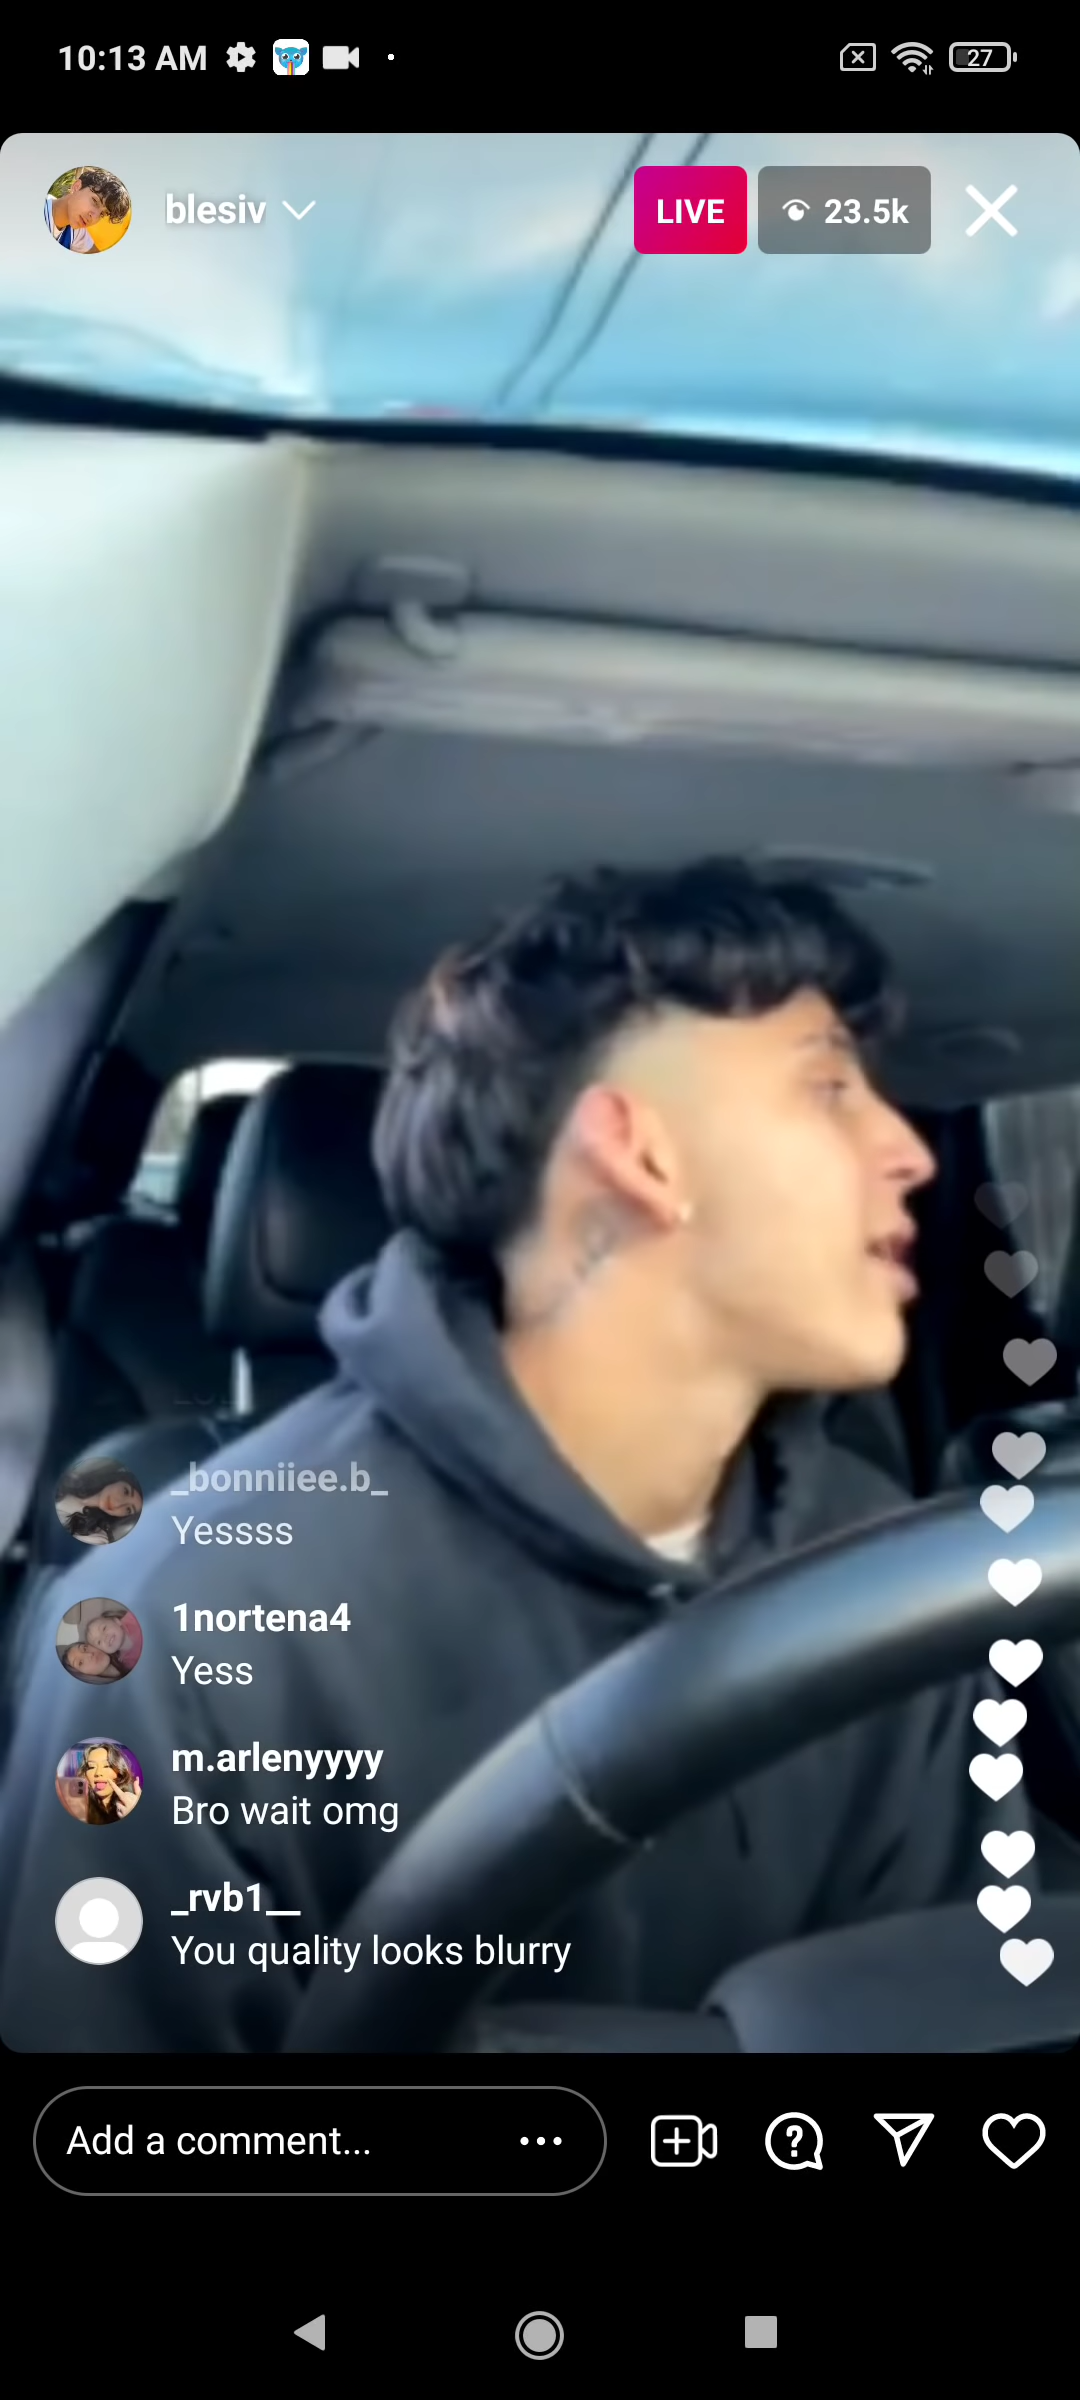 10:13 AM
27
blesiv
LIVE
23.5k
_bonniiee.b_
Yessss
1nortena4
Yess
m.arlenyyyy
Bro wait omg
_rvb1__
You quality looks blurry
Add a comment...